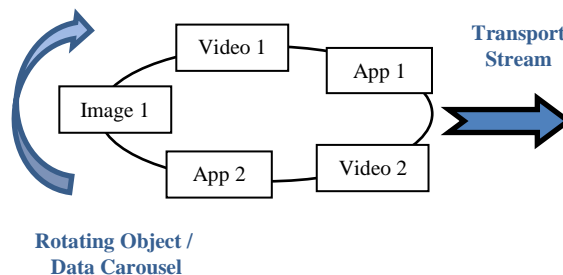 Video 1
Transport
Stream
App 1
Image 1
App 2
Video 2
Rotating Object /
Data Carousel